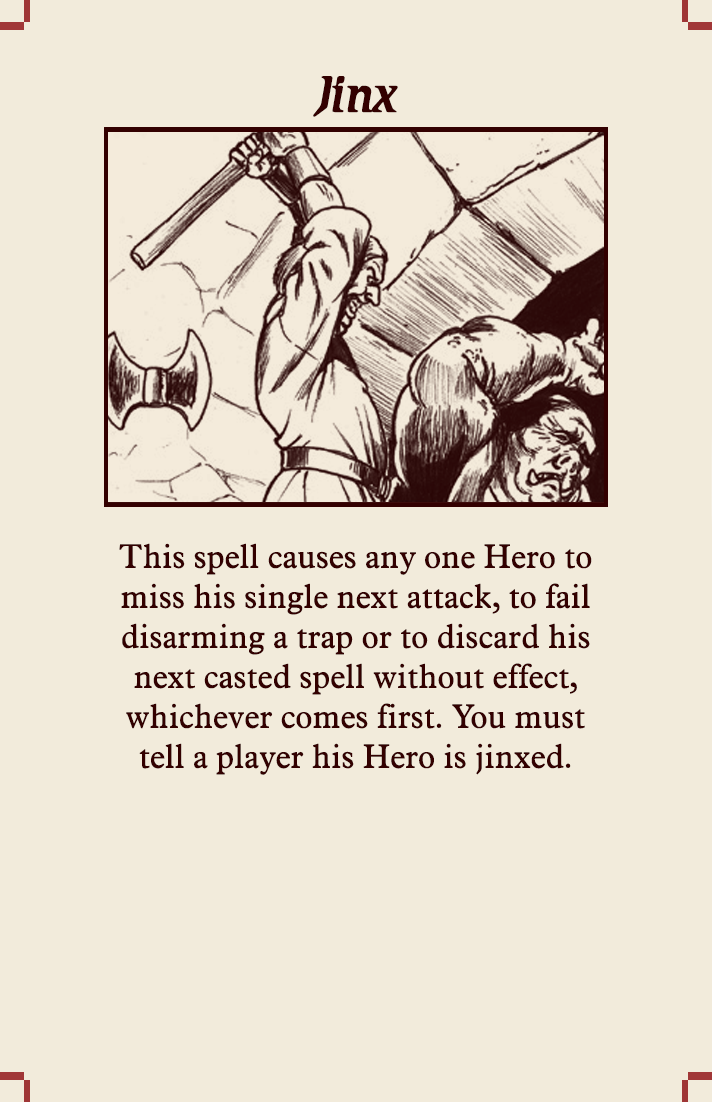 Jinx
This spell causes any one Hero to
miss his single next attack, to fail
disarming a trap or to discard his
next casted spell without effect,
whichever comes first. You must
tell a player his Hero is jinxed.